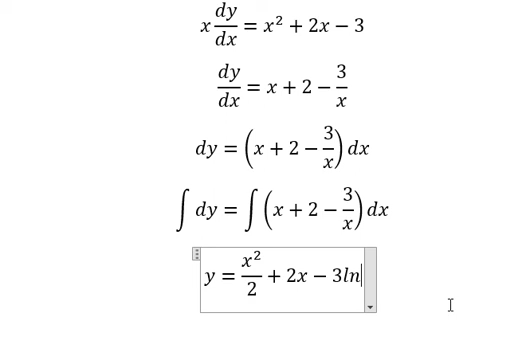 x dy/dx = x² + 2x − 3
dy/dx = x + 2 − 3/x
dy = (x + 2 − 3/x) dx
∫ dy = ∫ (x + 2 − 3/x) dx
y = x²/2 + 2x − 3ln